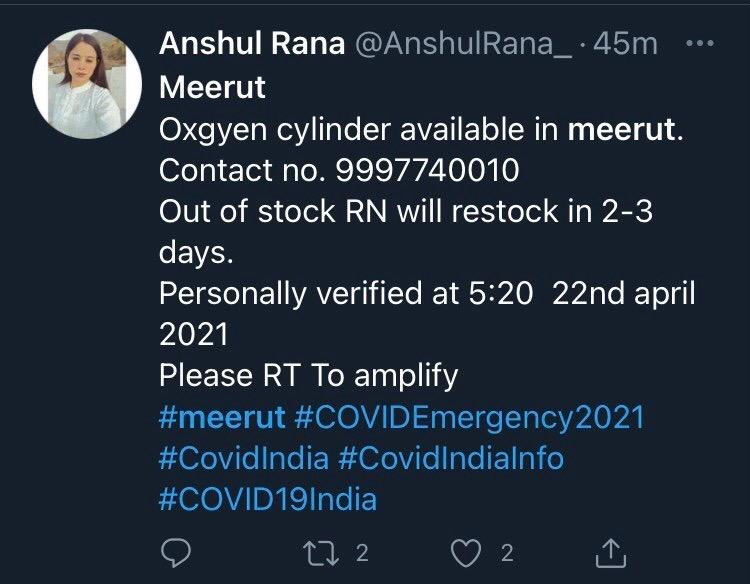 Anshul Rana @AnshulRana_ · 45m
Meerut
Oxgyen cylinder available in meerut.
Contact no. 9997740010
Out of stock RN will restock in 2-3
days.
Personally verified at 5:20  22nd april
2021
Please RT To amplify
#meerut #COVIDEmergency2021
#CovidIndia #CovidIndiaInfo
#COVID19India
2 2